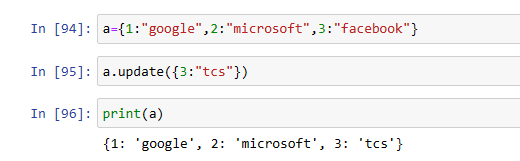 In [94]: a={1:"google",2:"microsoft",3:"facebook"}
In [95]: a.update({3:"tcs"})
In [96]: print(a)
{1: 'google', 2: 'microsoft', 3: 'tcs'}